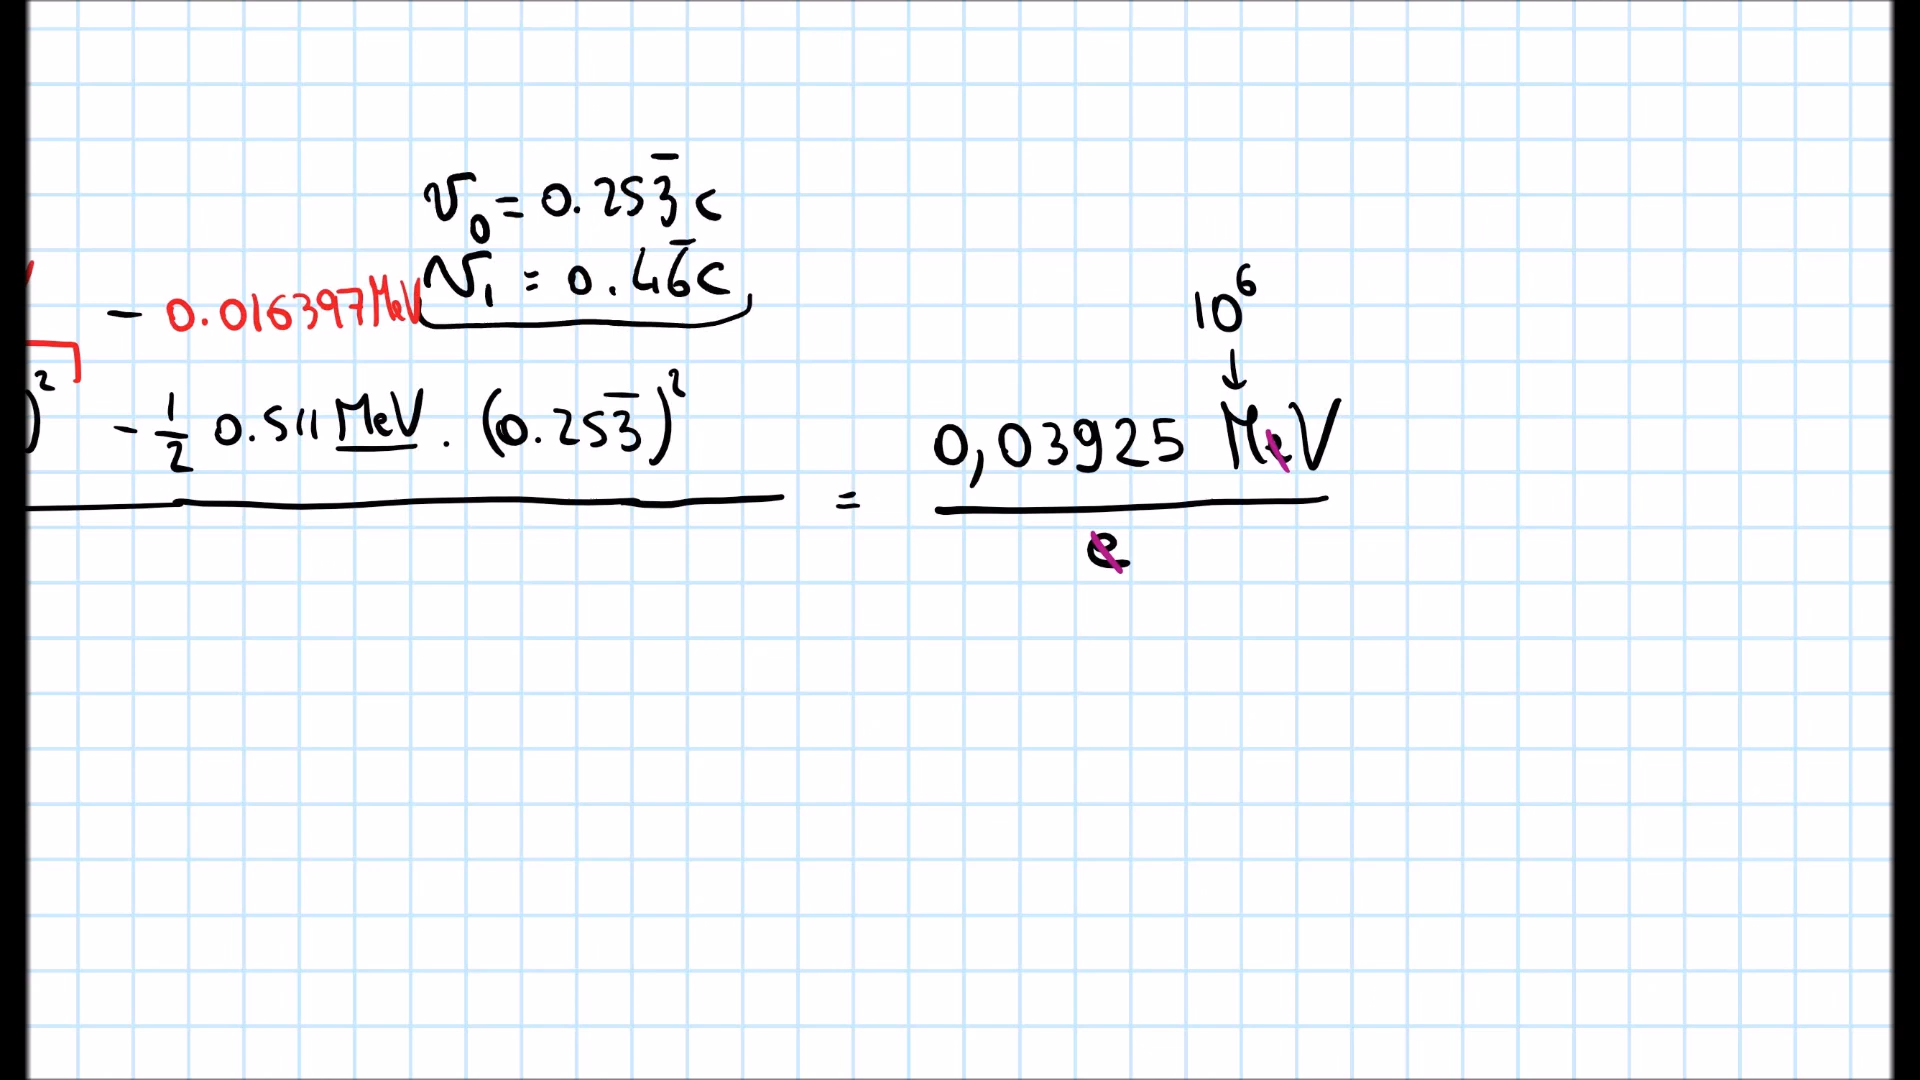 v₀ = 0.253̅ c
v₁ = 0.46̅ c
- 0.016397 MeV
10⁶
↓
)² - 1/2 0.511 MeV · (0.253̅)² = 0,03925 MeV / e